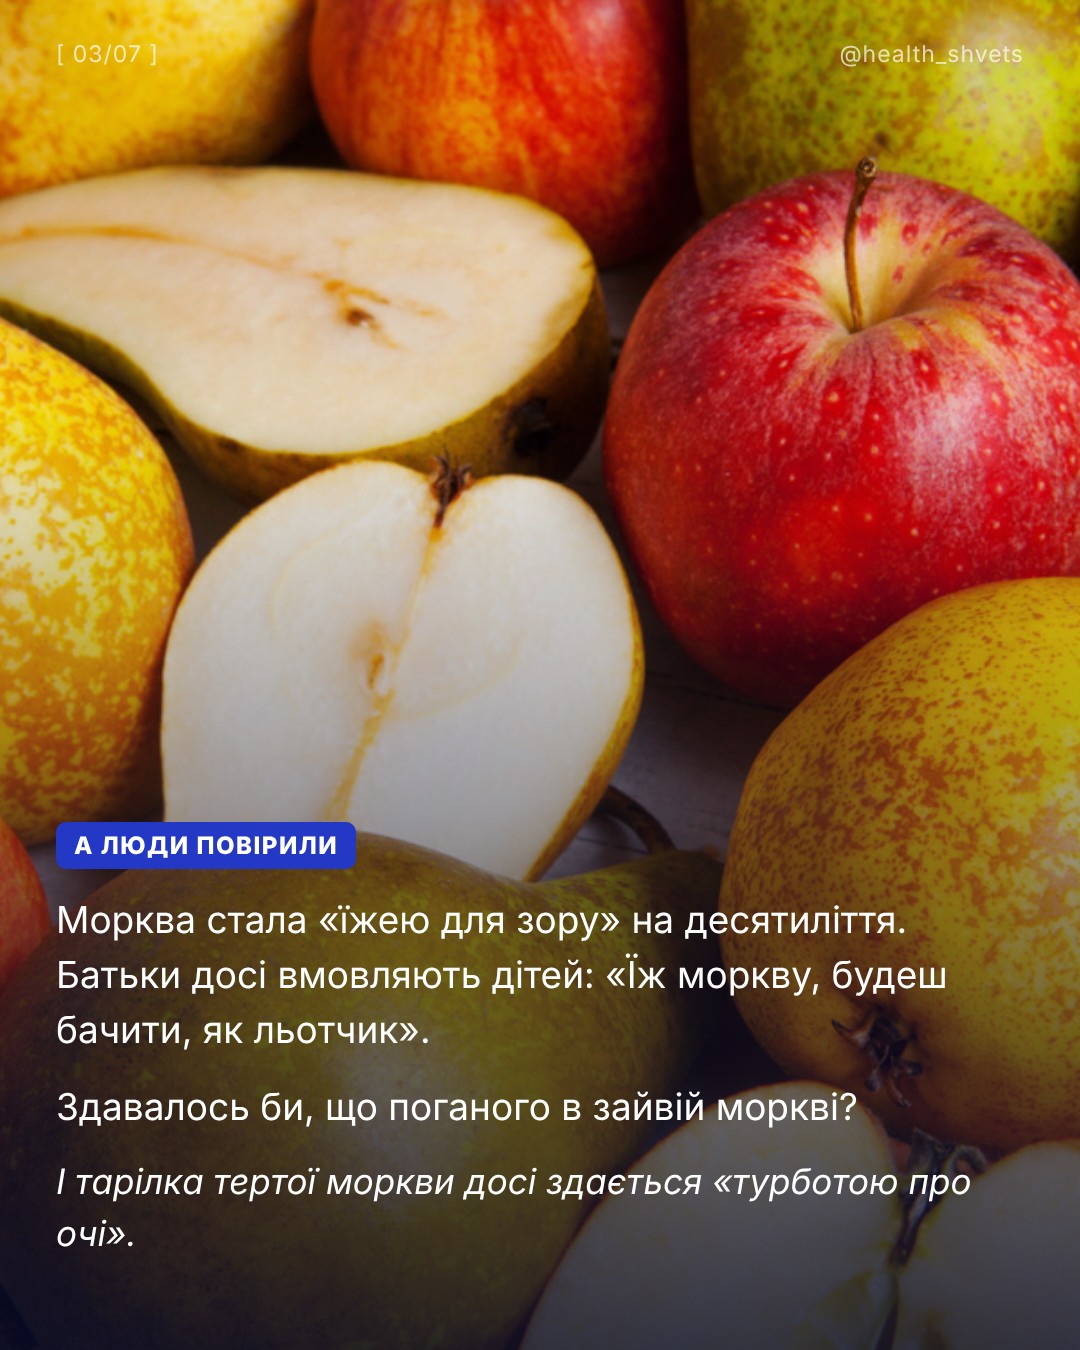 [ 03/07 ]
@health_shvets
А ЛЮДИ ПОВІРИЛИ
Морква стала «їжею для зору» на десятиліття.
Батьки досі вмовляють дітей: «Їж моркву, будеш
бачити, як льотчик».
Здавалось би, що поганого в зайвій моркві?
І тарілка тертої моркви досі здається «турботою про
очі».